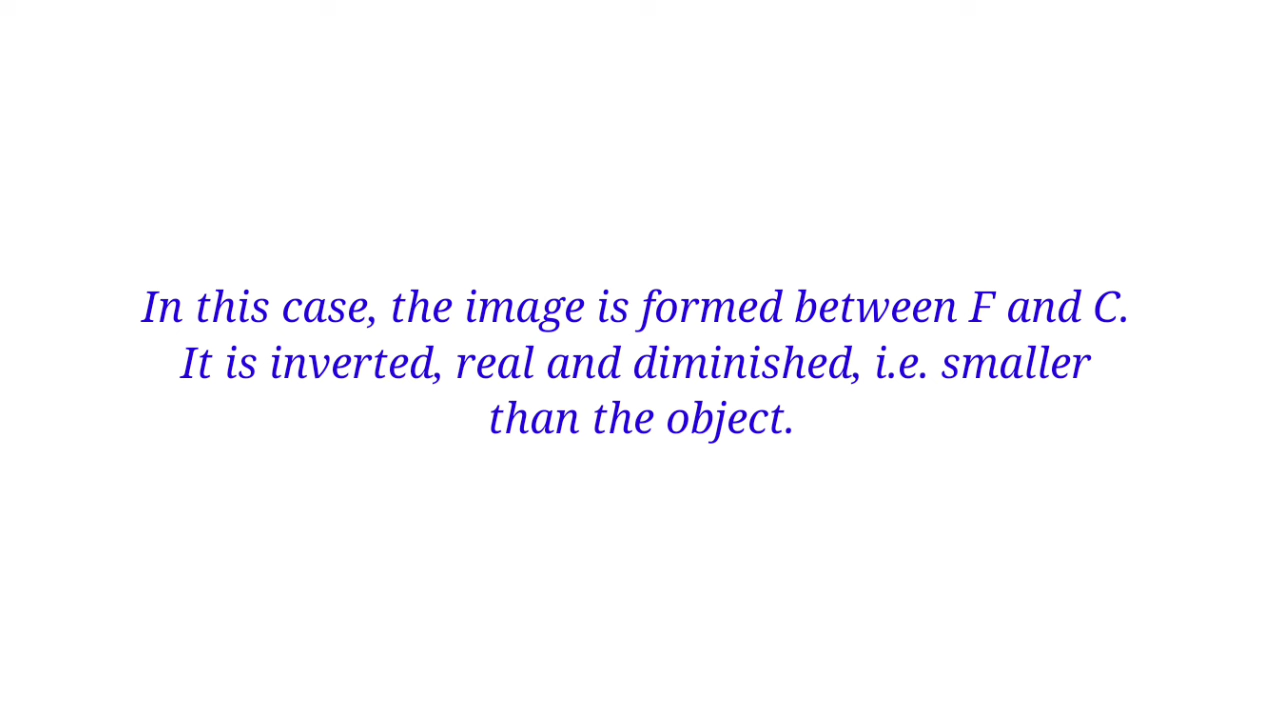 In this case, the image is formed between F and C.
It is inverted, real and diminished, i.e. smaller
than the object.